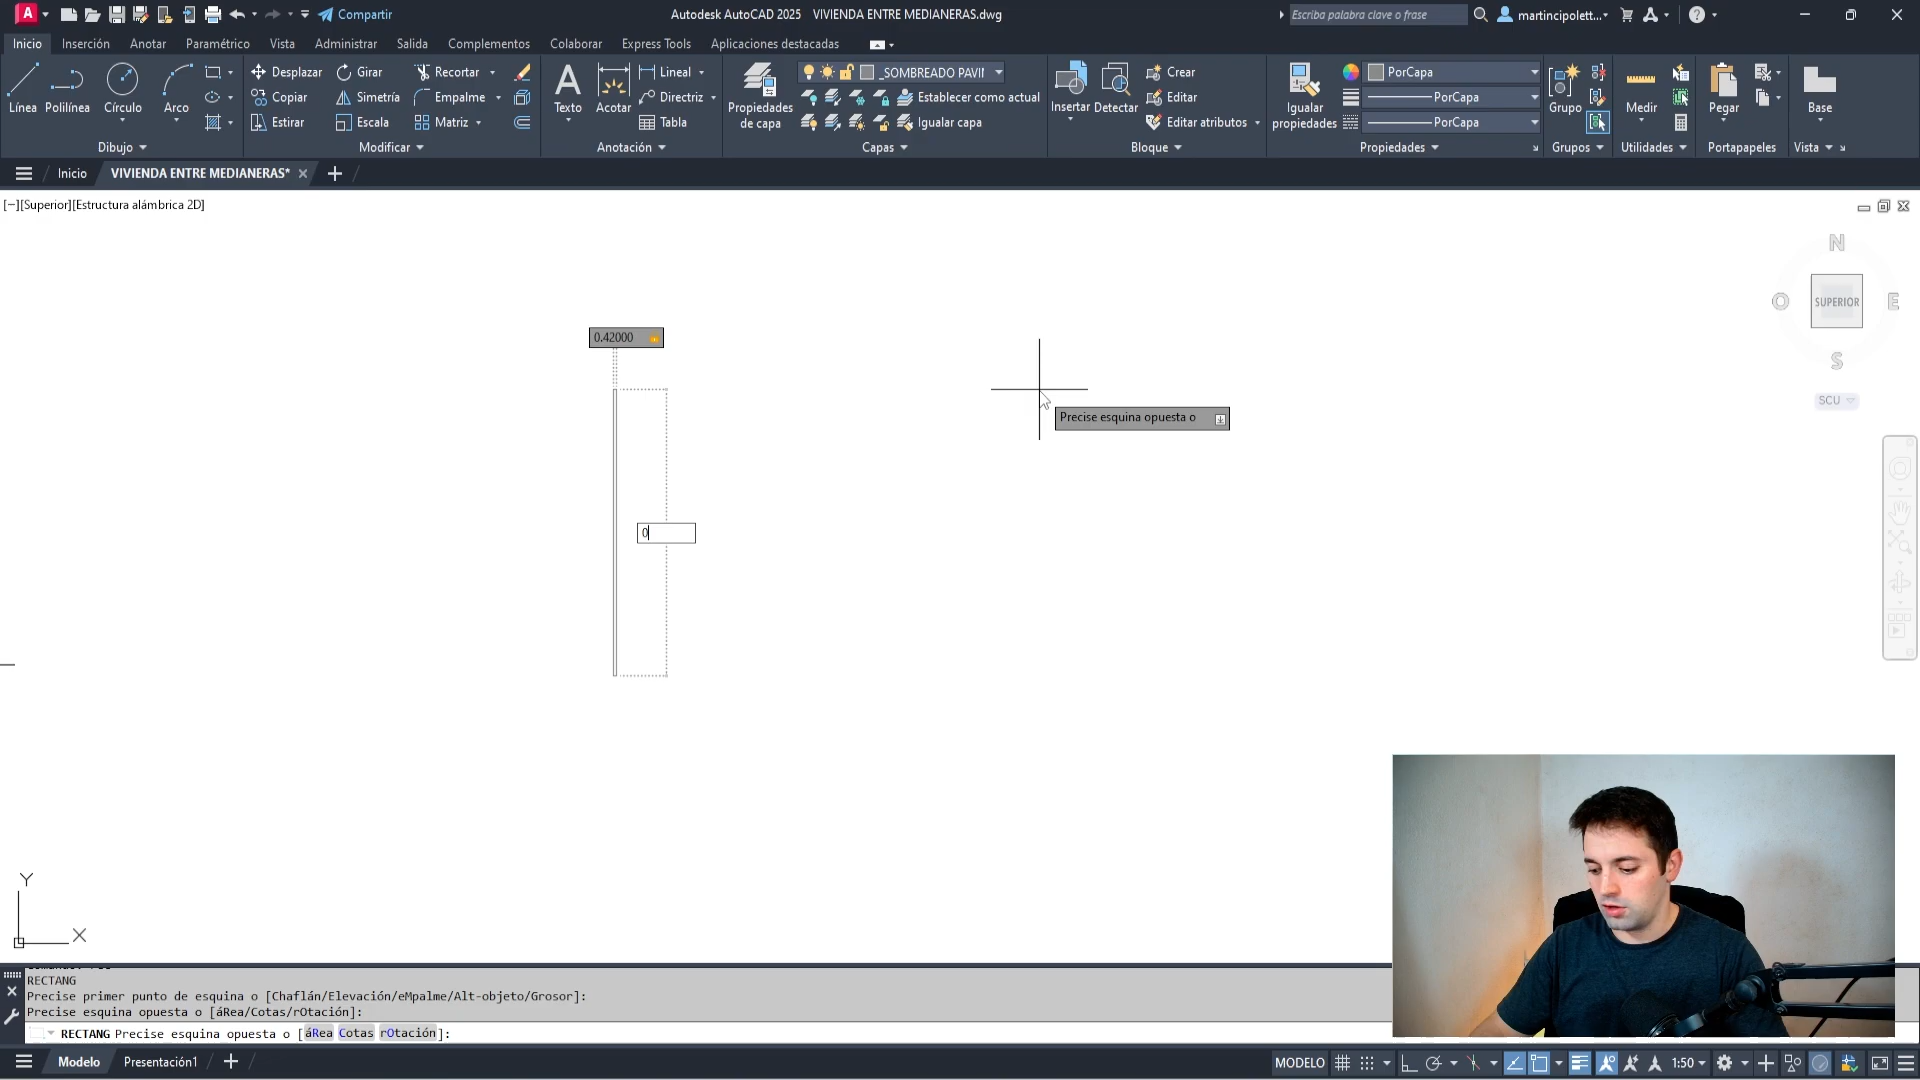 A
Compartir
Autodesk AutoCAD 2025 VIVIENDA ENTRE MEDIANERAS.dwg
Escriba palabra clave o frase
martincipolett...
Inicio Inserción Anotar Paramétrico Vista Administrar Salida Complementos Colaborar Express Tools Aplicaciones destacadas
Línea Polilínea Círculo Arco
Desplazar Girar Recortar
Copiar Simetría Empalme
Estirar Escala Matriz
A Texto Acotar
Lineal
Directriz
Tabla
Propiedades de capa
_SOMBREADO PAVI
Establecer como actual
Igualar capa
Insertar Detectar
Crear
Editar
Editar atributos
Igualar propiedades
PorCapa
PorCapa
PorCapa
Grupo
Medir
Pegar
Base
Dibujo Modificar Anotación Capas Bloque Propiedades Grupos Utilidades Portapapeles Vista
Inicio VIVIENDA ENTRE MEDIANERAS*
[−][Superior][Estructura alámbrica 2D]
N
O SUPERIOR E
S
SCU
0.42000
Precise esquina opuesta o
0
Y
X
RECTANG
Precise primer punto de esquina o [Chaflán/Elevación/eMpalme/Alt-objeto/Grosor]:
Precise esquina opuesta o [áRea/Cotas/rOtación]:
RECTANG Precise esquina opuesta o [áRea Cotas rOtación]:
Modelo Presentación1
MODELO
1:50